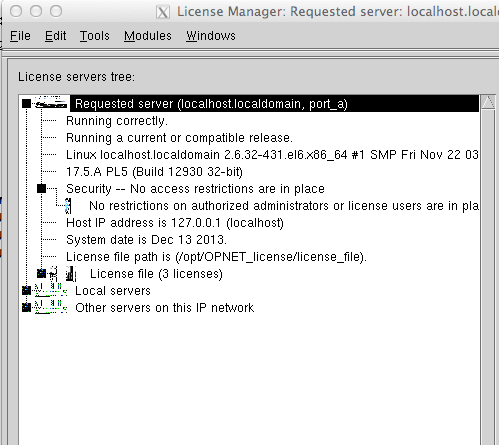 License Manager: Requested server: localhost.local
File Edit Tools Modules Windows
License servers tree:
Requested server (localhost.localdomain, port_a)
Running correctly.
Running a current or compatible release.
Linux localhost.localdomain 2.6.32-431.el6.x86_64 #1 SMP Fri Nov 22 03
17.5.A PL5 (Build 12930 32-bit)
Security -- No access restrictions are in place
No restrictions on authorized administrators or license users are in pla
Host IP address is 127.0.0.1 (localhost)
System date is Dec 13 2013.
License file path is (/opt/OPNET_license/license_file).
License file (3 licenses)
Local servers
Other servers on this IP network